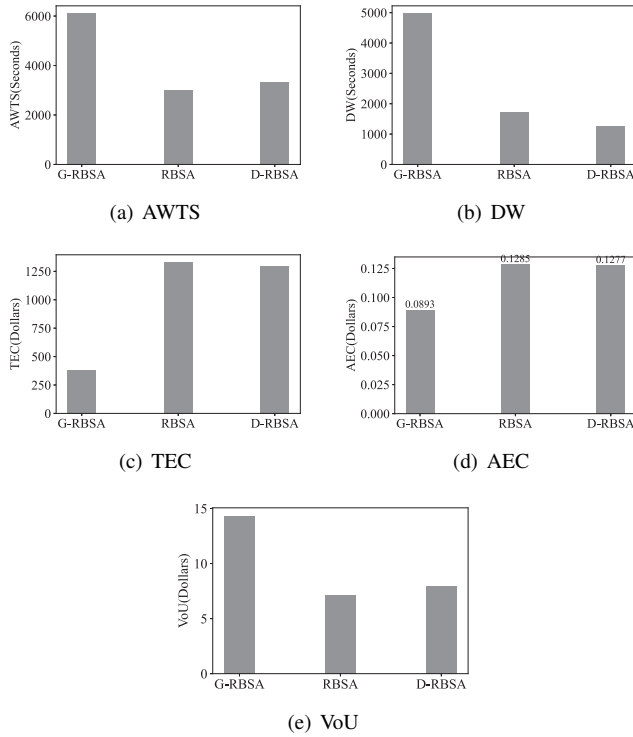 6000
4000
2000
0
AWTS(Seconds)
G-RBSA RBSA D-RBSA
(a) AWTS
5000
4000
3000
2000
1000
0
DW(Seconds)
G-RBSA RBSA D-RBSA
(b) DW
1250
1000
750
500
250
0
TEC(Dollars)
G-RBSA RBSA D-RBSA
(c) TEC
0.125
0.100
0.075
0.050
0.025
0.000
AEC(Dollars)
0.0893 0.1285 0.1277
G-RBSA RBSA D-RBSA
(d) AEC
15
10
5
0
VoU(Dollars)
G-RBSA RBSA D-RBSA
(e) VoU